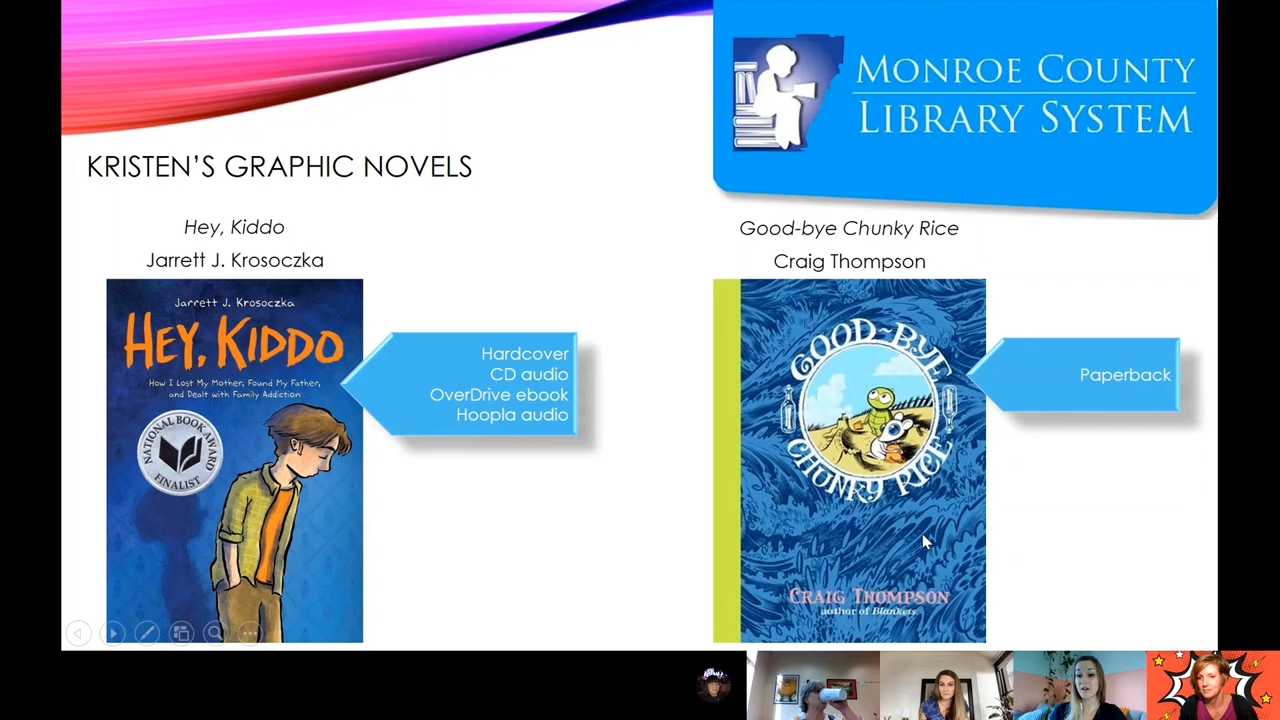 MONROE COUNTY
LIBRARY SYSTEM
KRISTEN'S GRAPHIC NOVELS
Hey, Kiddo
Jarrett J. Krosoczka
Jarrett J. Krosoczka
HEY, KIDDO
How I Lost My Mother, Found My Father,
and Dealt with Family Addiction
NATIONAL BOOK AWARD
FINALIST
Hardcover
CD audio
OverDrive ebook
Hoopla audio
Good-bye Chunky Rice
Craig Thompson
GOOD-BYE
CHUNKY RICE
CRAIG THOMPSON
author of Blankets
Paperback